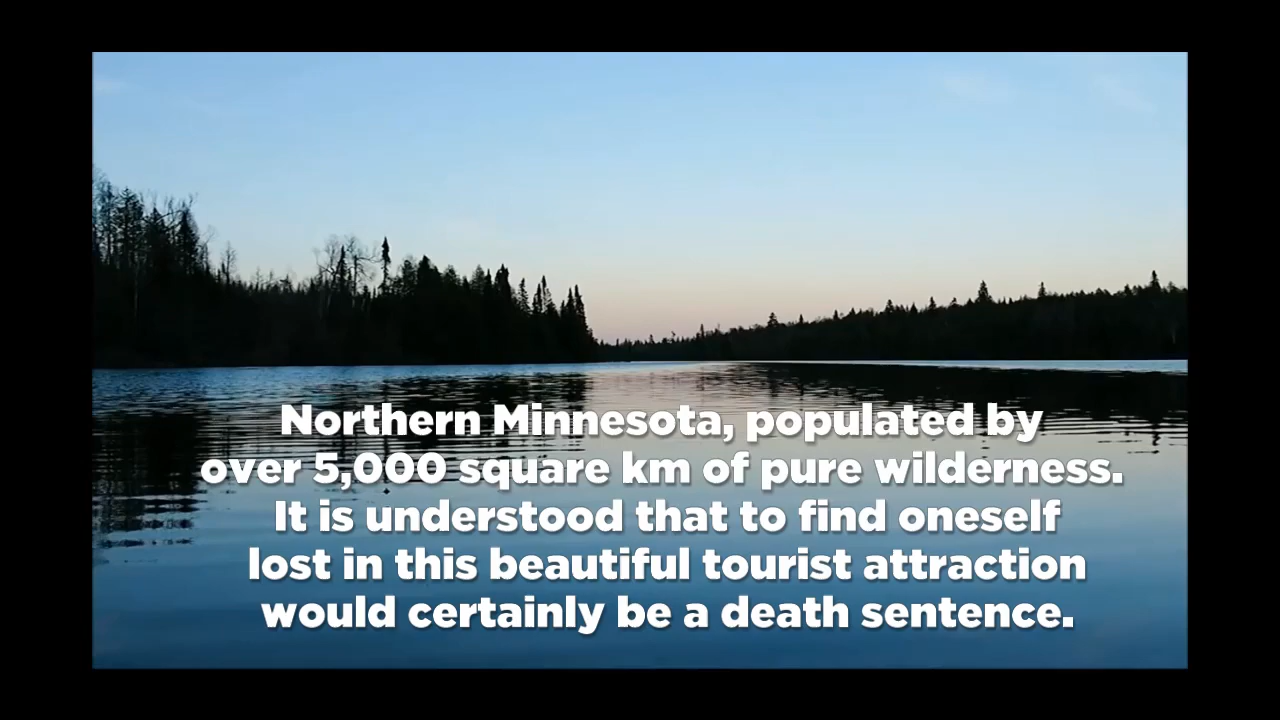 Northern Minnesota, populated by
over 5,000 square km of pure wilderness.
It is understood that to find oneself
lost in this beautiful tourist attraction
would certainly be a death sentence.